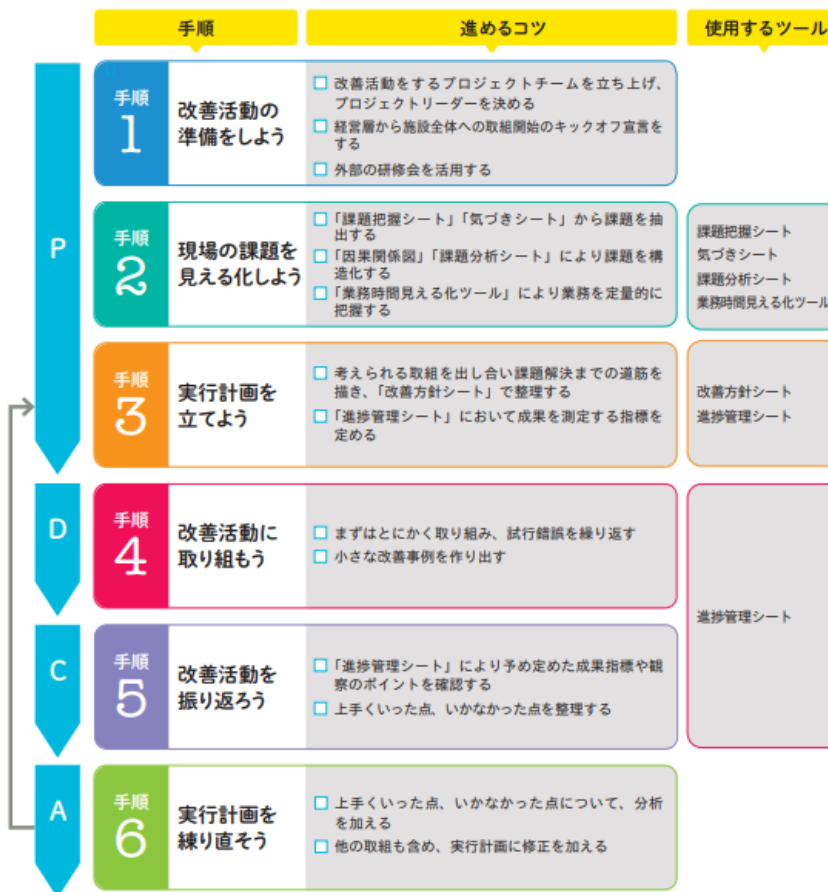 手順
進めるコツ
使用するツール
P
手順
1
改善活動の
準備をしよう
□ 改善活動をするプロジェクトチームを立ち上げ、
プロジェクトリーダーを決める
□ 経営層から施設全体への取組開始のキックオフ宣言を
する
□ 外部の研修会を活用する
手順
2
現場の課題を
見える化しよう
□ 「課題把握シート」「気づきシート」から課題を抽
出する
□ 「因果関係図」「課題分析シート」により課題を構
造化する
□ 「業務時間見える化ツール」により業務を定量的に
把握する
課題把握シート
気づきシート
課題分析シート
業務時間見える化ツール
手順
3
実行計画を
立てよう
□ 考えられる取組を出し合い課題解決までの道筋を
描き、「改善方針シート」で整理する
□ 「進捗管理シート」において成果を測定する指標を
定める
改善方針シート
進捗管理シート
D
手順
4
改善活動に
取り組もう
□ まずはとにかく取り組み、試行錯誤を繰り返す
□ 小さな改善事例を作り出す
進捗管理シート
C
手順
5
改善活動を
振り返ろう
□ 「進捗管理シート」により予め定めた成果指標や観
察のポイントを確認する
□ 上手くいった点、いかなかった点を整理する
A
手順
6
実行計画を
練り直そう
□ 上手くいった点、いかなかった点について、分析
を加える
□ 他の取組も含め、実行計画に修正を加える